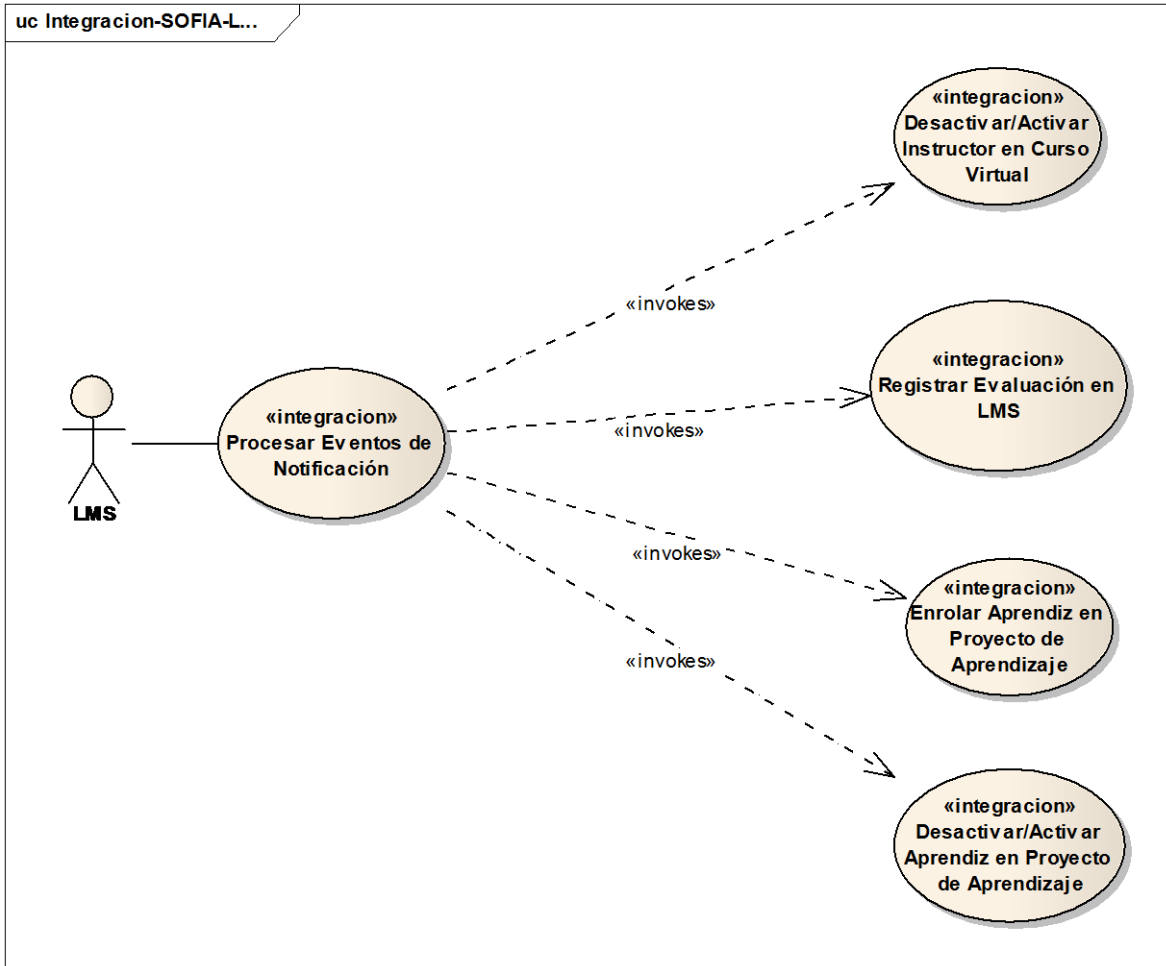 uc Integracion-SOFIA-L...
«integracion»
Desactivar/Activar
Instructor en Curso
Virtual
«invokes»
«integracion»
Registrar Evaluación en
LMS
«integracion»
Procesar Eventos de
Notificación
«invokes»
LMS
«invokes»
«integracion»
Enrolar Aprendiz en
Proyecto de
Aprendizaje
«invokes»
«integracion»
Desactivar/Activar
Aprendiz en Proyecto
de Aprendizaje